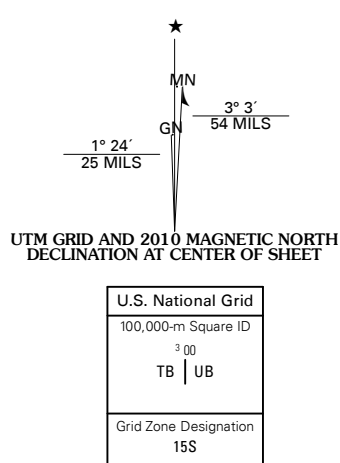 ★
MN
3° 3´
GN
54 MILS
1° 24´
25 MILS
UTM GRID AND 2010 MAGNETIC NORTH
DECLINATION AT CENTER OF SHEET
U.S. National Grid
100,000-m Square ID
3 00
TB UB
Grid Zone Designation
15S